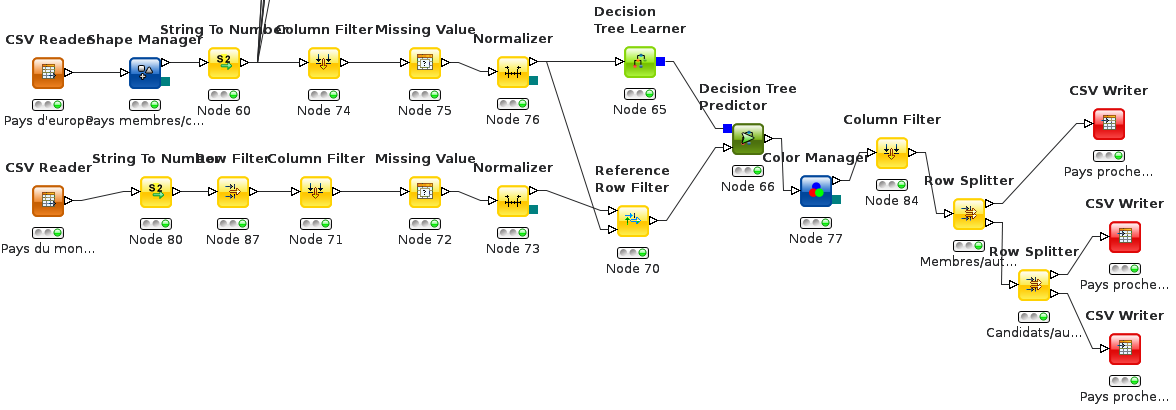 Decision
Tree Learner
CSV Reader
Shape Manager
String To Number
Column Filter
Missing Value
Normalizer
Pays d'europe
Pays membres/c...
Node 60
Node 74
Node 75
Node 76
Node 65
Decision Tree
Predictor
Node 66
CSV Reader
String To Number
Row Filter
Column Filter
Missing Value
Normalizer
Reference
Row Filter
Pays du mon...
Node 80
Node 87
Node 71
Node 72
Node 73
Node 70
Color Manager
Node 77
Column Filter
Node 84
Row Splitter
Membres/aut...
Row Splitter
Candidats/au...
CSV Writer
Pays proche...
CSV Writer
Pays proche...
CSV Writer
Pays proche...